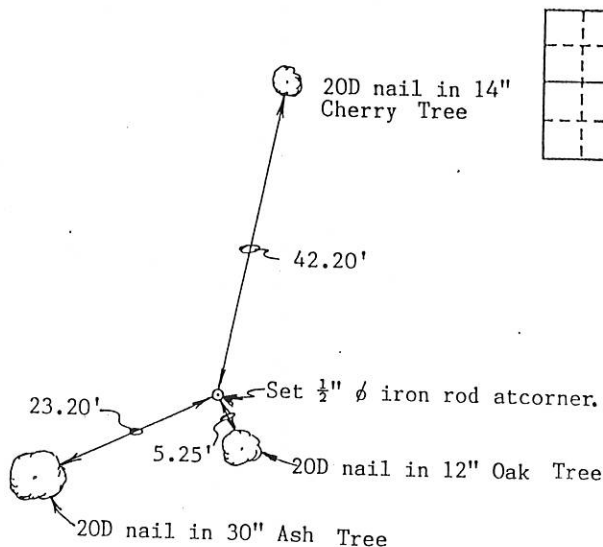 20D nail in 14"
Cherry Tree
42.20'
Set ½" ϕ iron rod atcorner.
23.20'
5.25'
20D nail in 12" Oak Tree
20D nail in 30" Ash Tree